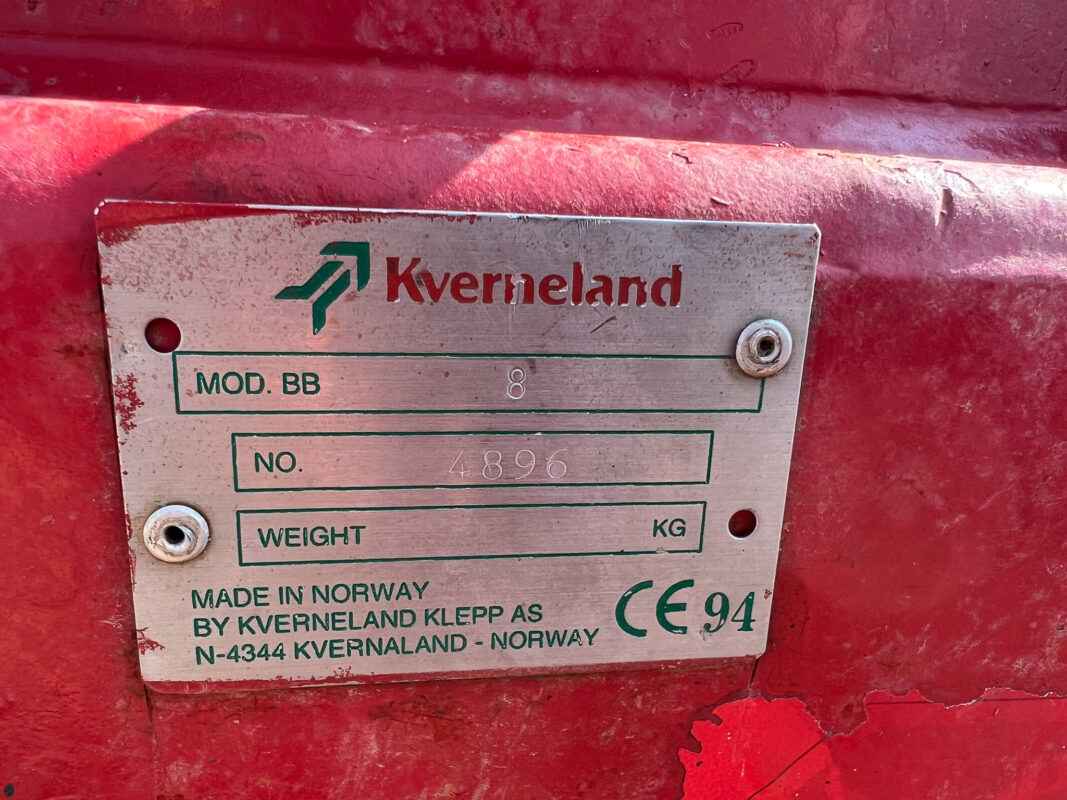 Kverneland
MOD. BB 8
NO. 4896
WEIGHT KG
MADE IN NORWAY
BY KVERNELAND KLEPP AS
N-4344 KVERNALAND - NORWAY
CE 94